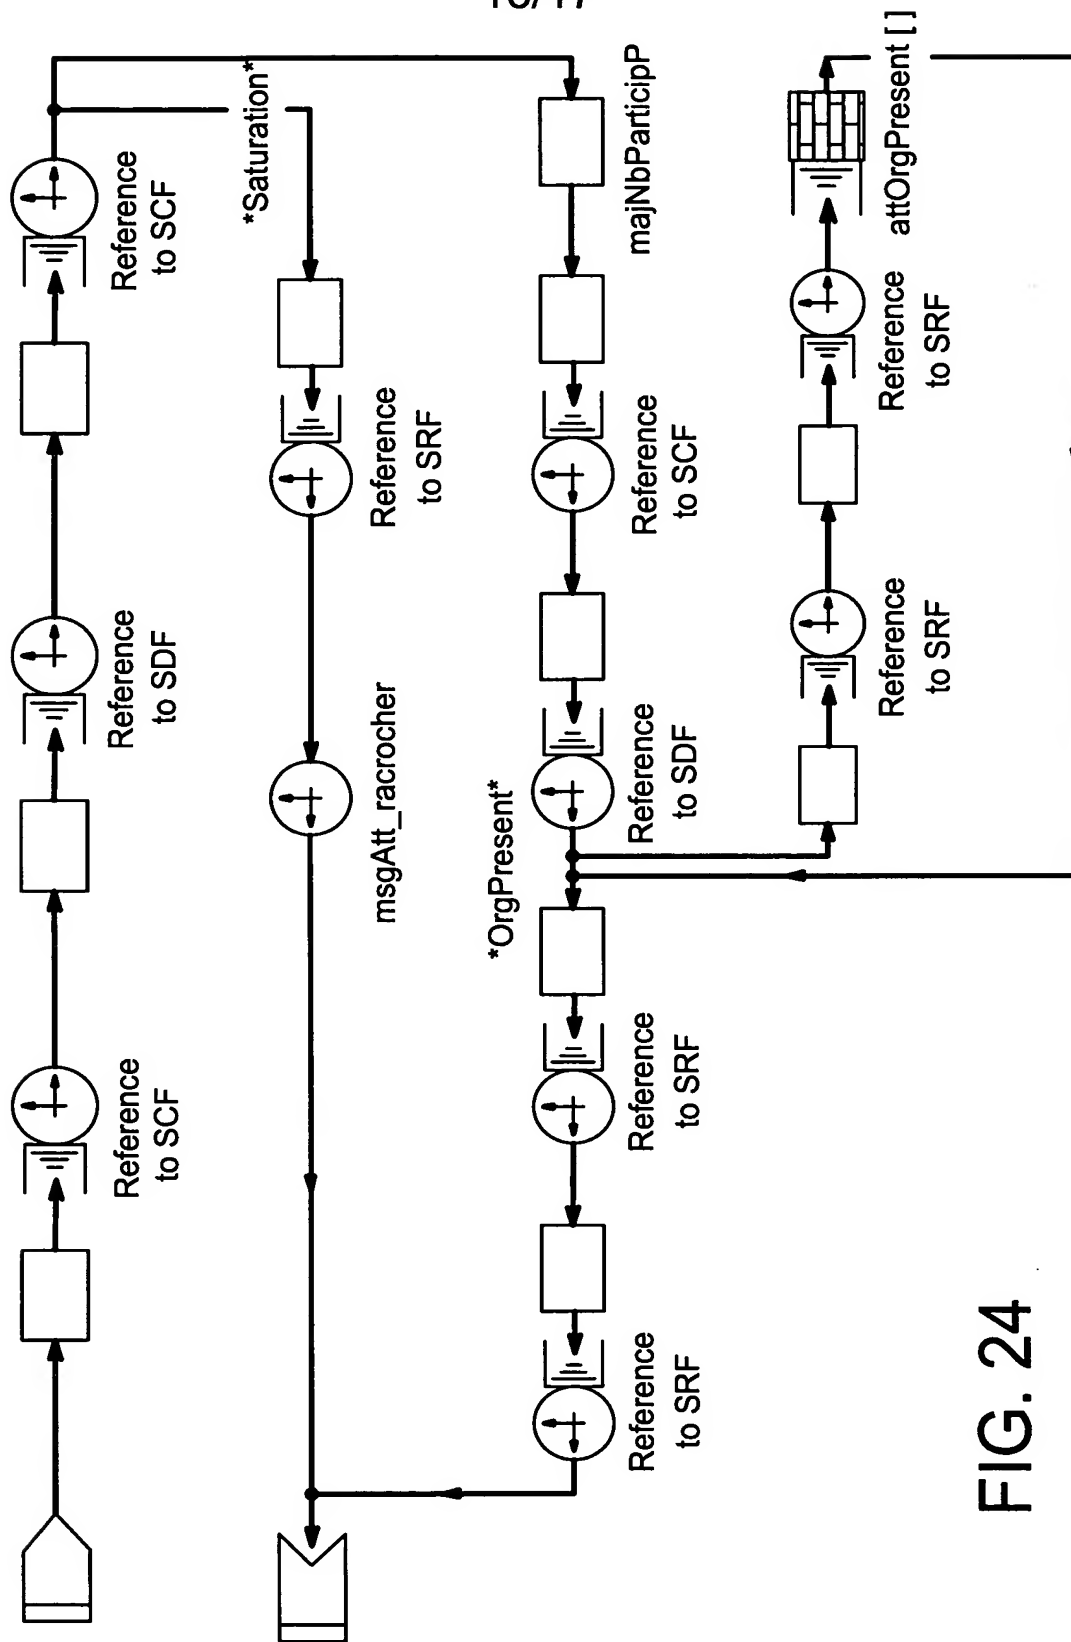 Reference
to SCF
Reference
to SDF
Reference
to SCF
*Saturation*
msgAtt_racrocher
Reference
to SRF
*OrgPresent*
Reference
to SRF
Reference
to SRF
Reference
to SDF
Reference
to SCF
majNbParticipP
Reference
to SRF
Reference
to SRF
attOrgPresent [ ]
FIG. 24